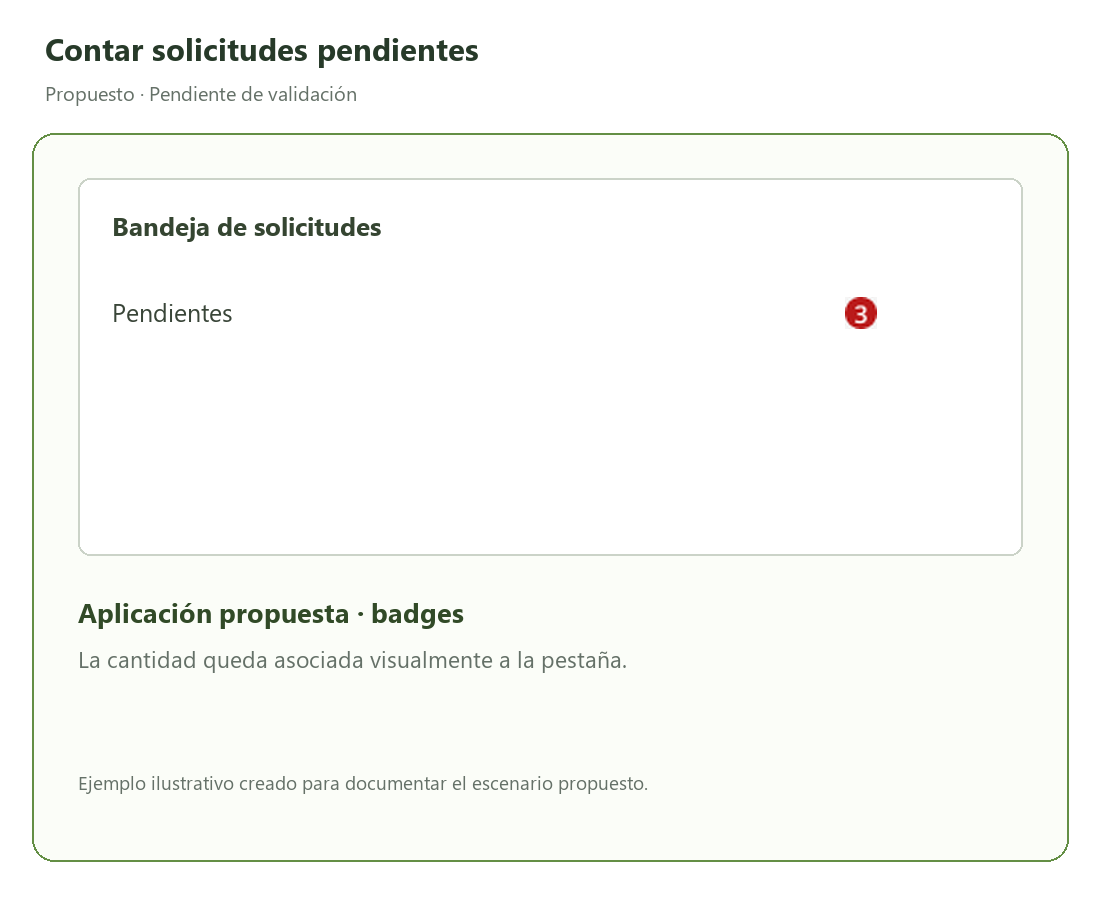 Contar solicitudes pendientes
Propuesto · Pendiente de validación
Bandeja de solicitudes
Pendientes 3
Aplicación propuesta · badges
La cantidad queda asociada visualmente a la pestaña.
Ejemplo ilustrativo creado para documentar el escenario propuesto.